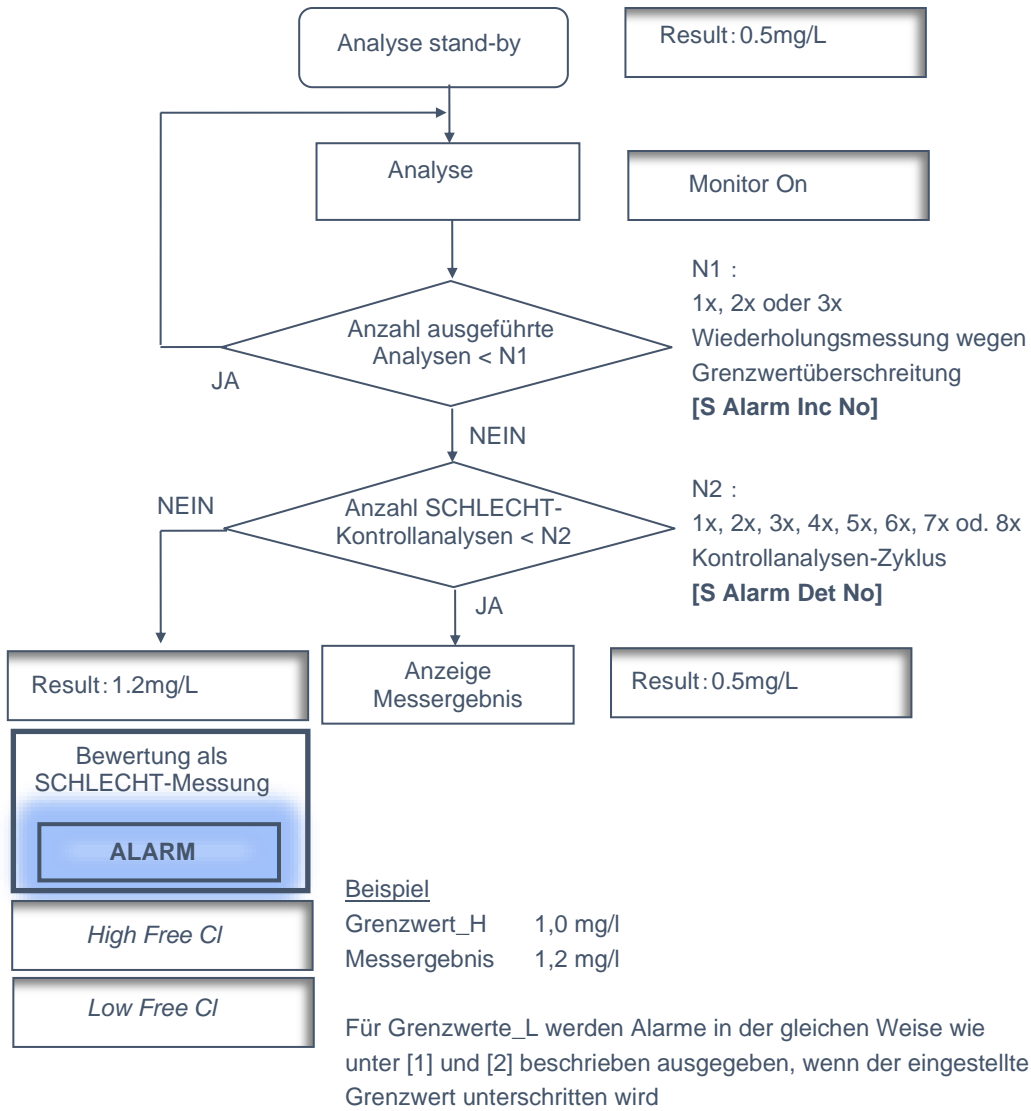 Analyse stand-by
Result:0.5mg/L
Analyse
Monitor On
Anzahl ausgeführte
Analysen < N1
JA
NEIN
N1 :
1x, 2x oder 3x
Wiederholungsmessung wegen
Grenzwertüberschreitung
[S Alarm Inc No]
Anzahl SCHLECHT-
Kontrollanalysen < N2
NEIN
JA
N2 :
1x, 2x, 3x, 4x, 5x, 6x, 7x od. 8x
Kontrollanalysen-Zyklus
[S Alarm Det No]
Result:1.2mg/L
Anzeige
Messergebnis
Result:0.5mg/L
Bewertung als
SCHLECHT-Messung
ALARM
High Free Cl
Low Free Cl
Beispiel
Grenzwert_H 1,0 mg/l
Messergebnis 1,2 mg/l
Für Grenzwerte_L werden Alarme in der gleichen Weise wie
unter [1] und [2] beschrieben ausgegeben, wenn der eingestellte
Grenzwert unterschritten wird